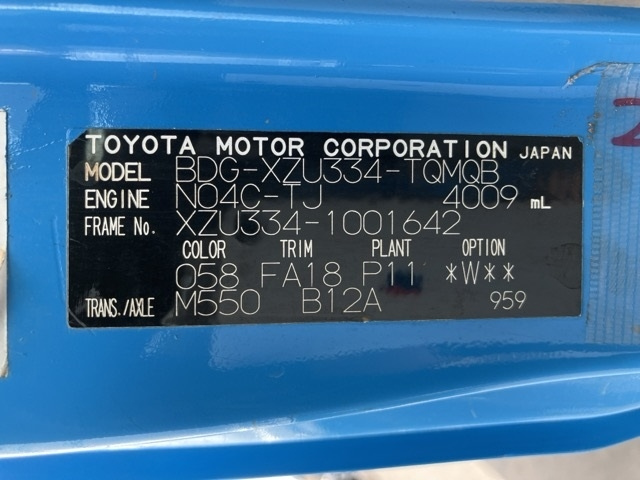 TOYOTA MOTOR CORPORATION JAPAN
MODEL BDG-XZU334-TQMQB
ENGINE N04C-TJ 4009 mL
FRAME No. XZU334-1001642
COLOR TRIM PLANT OPTION
058 FA18 P11 *W**
TRANS./AXLE M550 B12A 959